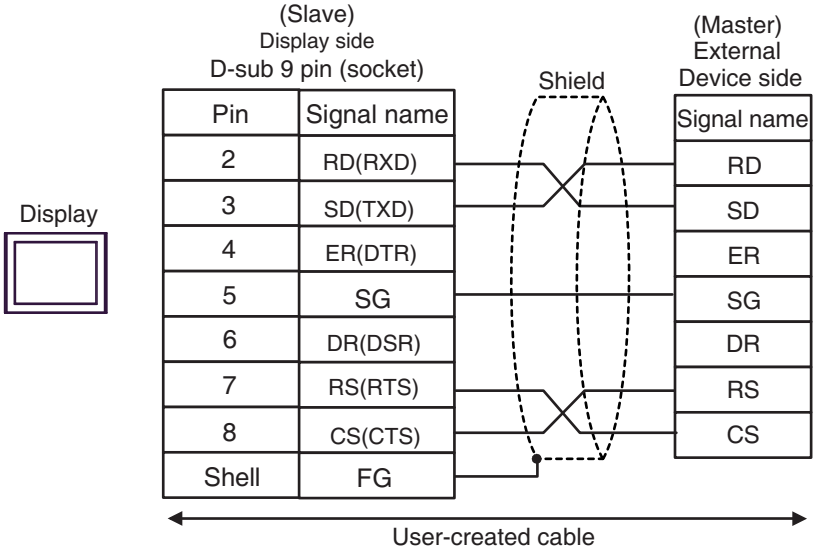 (Slave)
Display side
D-sub 9 pin (socket)
(Master)
External
Device side
Shield
Pin Signal name
Signal name
2 RD(RXD) RD
3 SD(TXD) SD
Display
4 ER(DTR) ER
5 SG SG
6 DR(DSR) DR
7 RS(RTS) RS
8 CS(CTS) CS
Shell FG
User-created cable